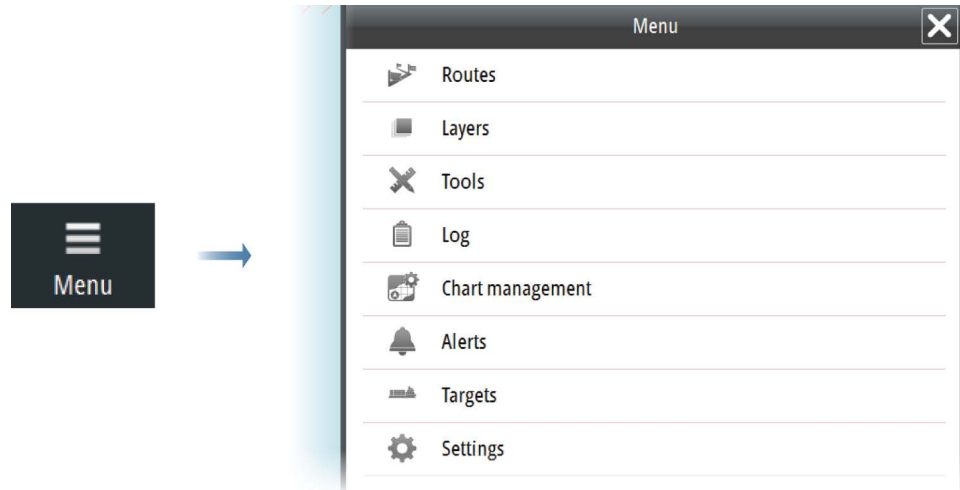 Menu
Menu
Routes
Layers
Tools
Log
Chart management
Alerts
Targets
Settings